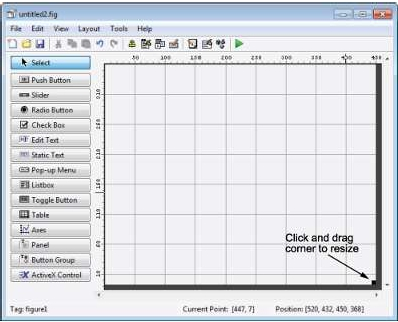 untitled2.fig
File Edit View Layout Tools Help
50 100 150 200 250 300 350 400 450
Select
Push Button
Slider
Radio Button
Check Box
Edit Text
Static Text
Pop-up Menu
Listbox
Toggle Button
Table
Axes
Panel
Button Group
ActiveX Control
Click and drag
corner to resize
Tag: figure1 Current Point: [447, 7] Position: [520, 432, 450, 368]